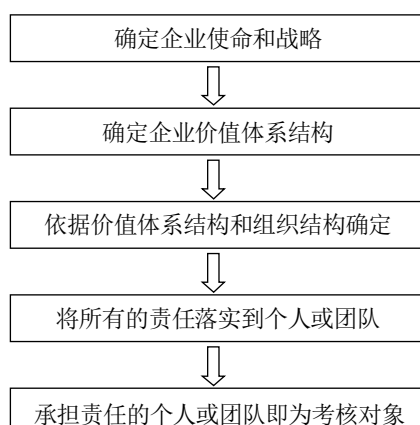 确定企业使命和战略
确定企业价值体系结构
依据价值体系结构和组织结构确定
将所有的责任落实到个人或团队
承担责任的个人或团队即为考核对象